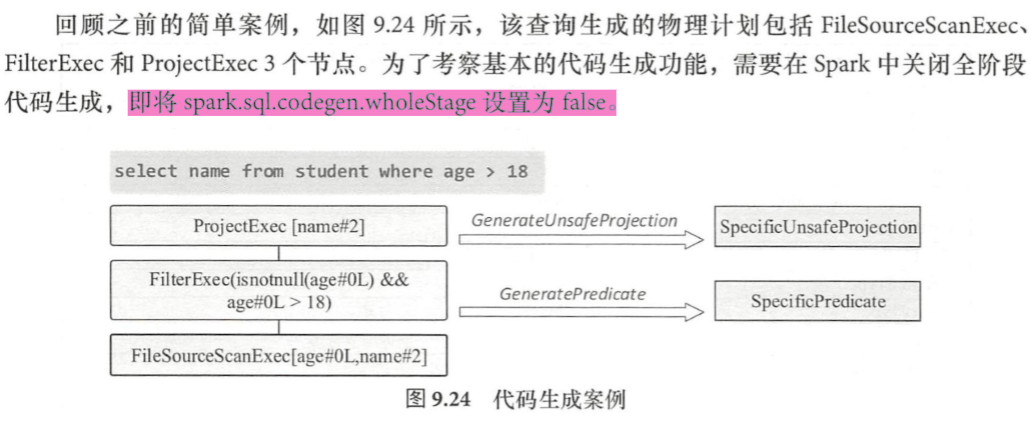 回顾之前的简单案例，如图 9.24 所示，该查询生成的物理计划包括 FileSourceScanExec、
FilterExec 和 ProjectExec 3 个节点。为了考察基本的代码生成功能，需要在 Spark 中关闭全阶段
代码生成，即将 spark.sql.codegen.wholeStage 设置为 false。
select name from student where age > 18
ProjectExec [name#2]
GenerateUnsafeProjection
SpecificUnsafeProjection
FilterExec(isnotnull(age#0L) &&
age#0L > 18)
GeneratePredicate
SpecificPredicate
FileSourceScanExec[age#0L,name#2]
图 9.24 代码生成案例